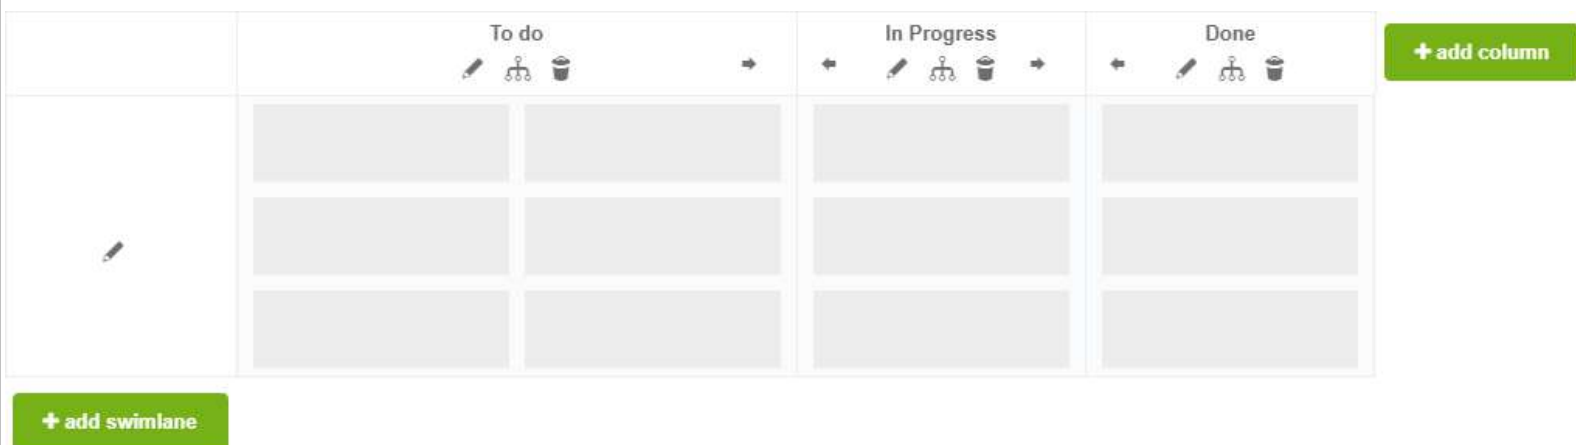 To do
In Progress
Done
add column
add swimlane